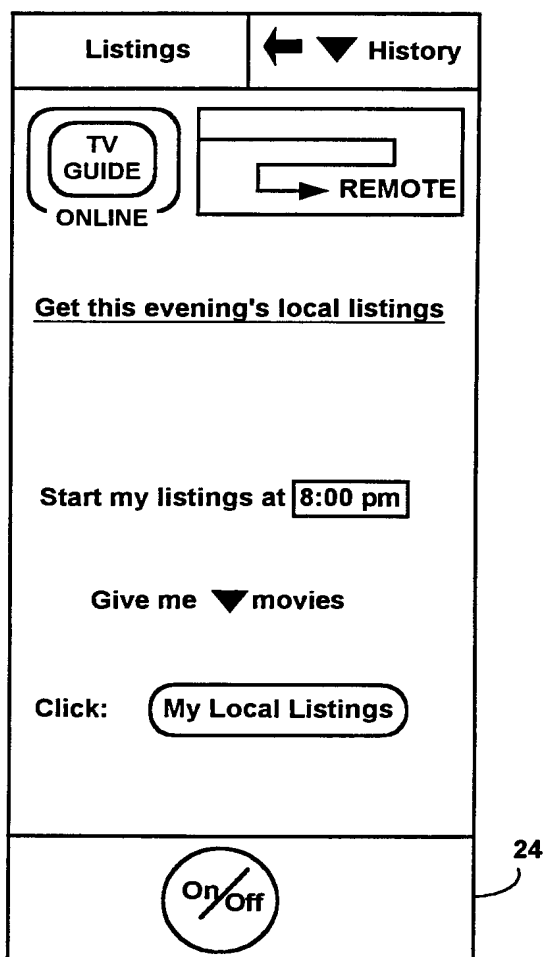 Listings
History
TV
GUIDE
ONLINE
REMOTE
Get this evening's local listings
Start my listings at 8:00 pm
Give me movies
Click: My Local Listings
24
On/Off